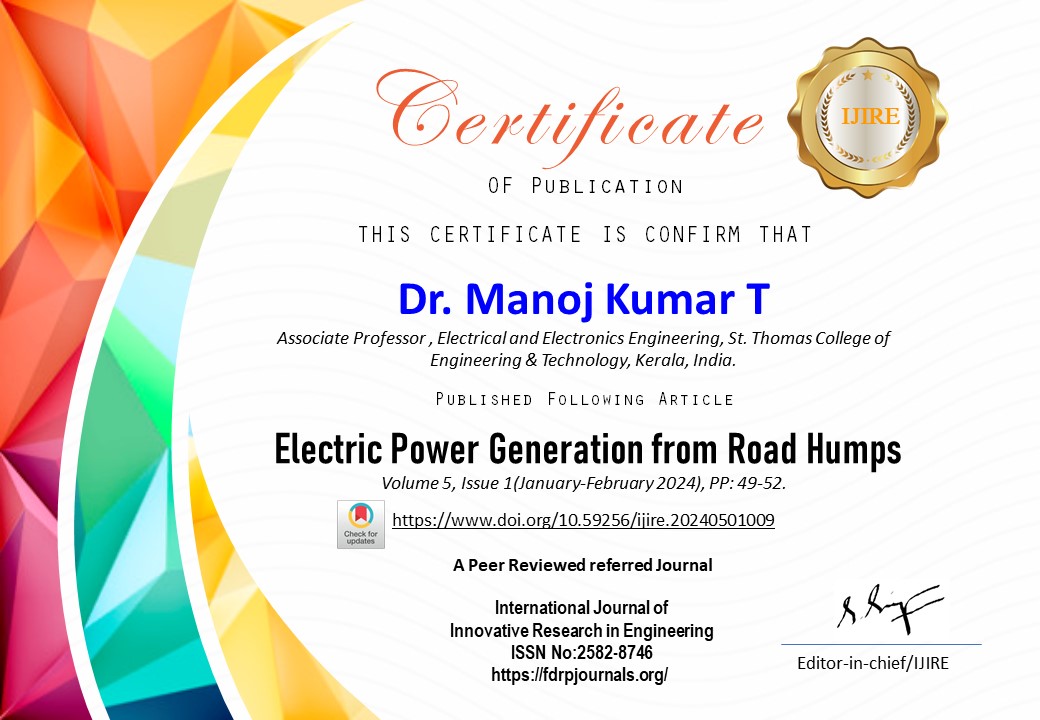 Certificate
IJIRE
OF PUBLICATION
THIS CERTIFICATE IS CONFIRM THAT
Dr. Manoj Kumar T
Associate Professor , Electrical and Electronics Engineering, St. Thomas College of
Engineering & Technology, Kerala, India.
PUBLISHED FOLLOWING ARTICLE
Electric Power Generation from Road Humps
Volume 5, Issue 1(January-February 2024), PP: 49-52.
Check for
updates
https://www.doi.org/10.59256/ijire.20240501009
A Peer Reviewed referred Journal
International Journal of
Innovative Research in Engineering
ISSN No:2582-8746
https://fdrpjournals.org/
Editor-in-chief/IJIRE